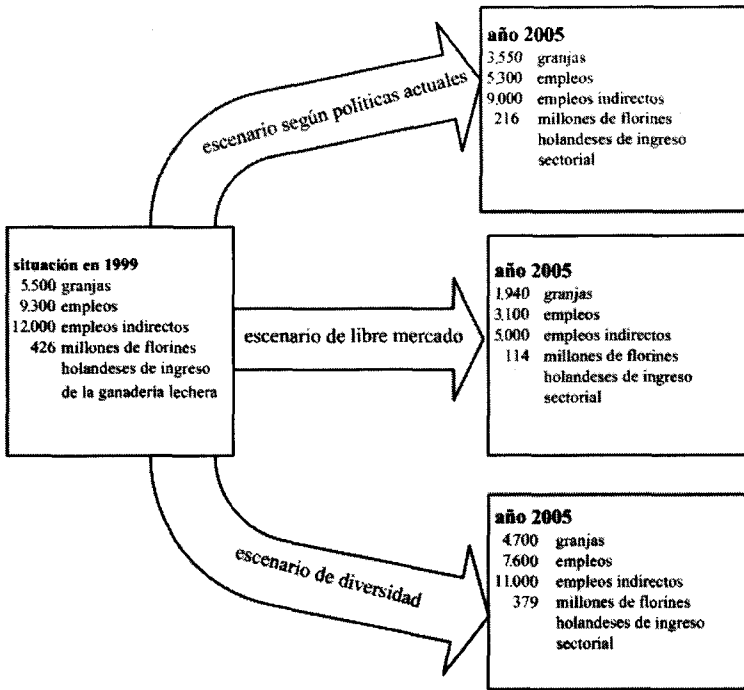 año 2005
3.550 granjas
5.300 empleos
9.000 empleos indirectos
216 millones de florines
holandeses de ingreso
sectorial
escenario según políticas actuales
situación en 1999
5.500 granjas
9.300 empleos
12.000 empleos indirectos
426 millones de florines
holandeses de ingreso
de la ganadería lechera
escenario de libre mercado
año 2005
1.940 granjas
3.100 empleos
5.000 empleos indirectos
114 millones de florines
holandeses de ingreso
sectorial
escenario de diversidad
año 2005
4.700 granjas
7.600 empleos
11.000 empleos indirectos
379 millones de florines
holandeses de ingreso
sectorial